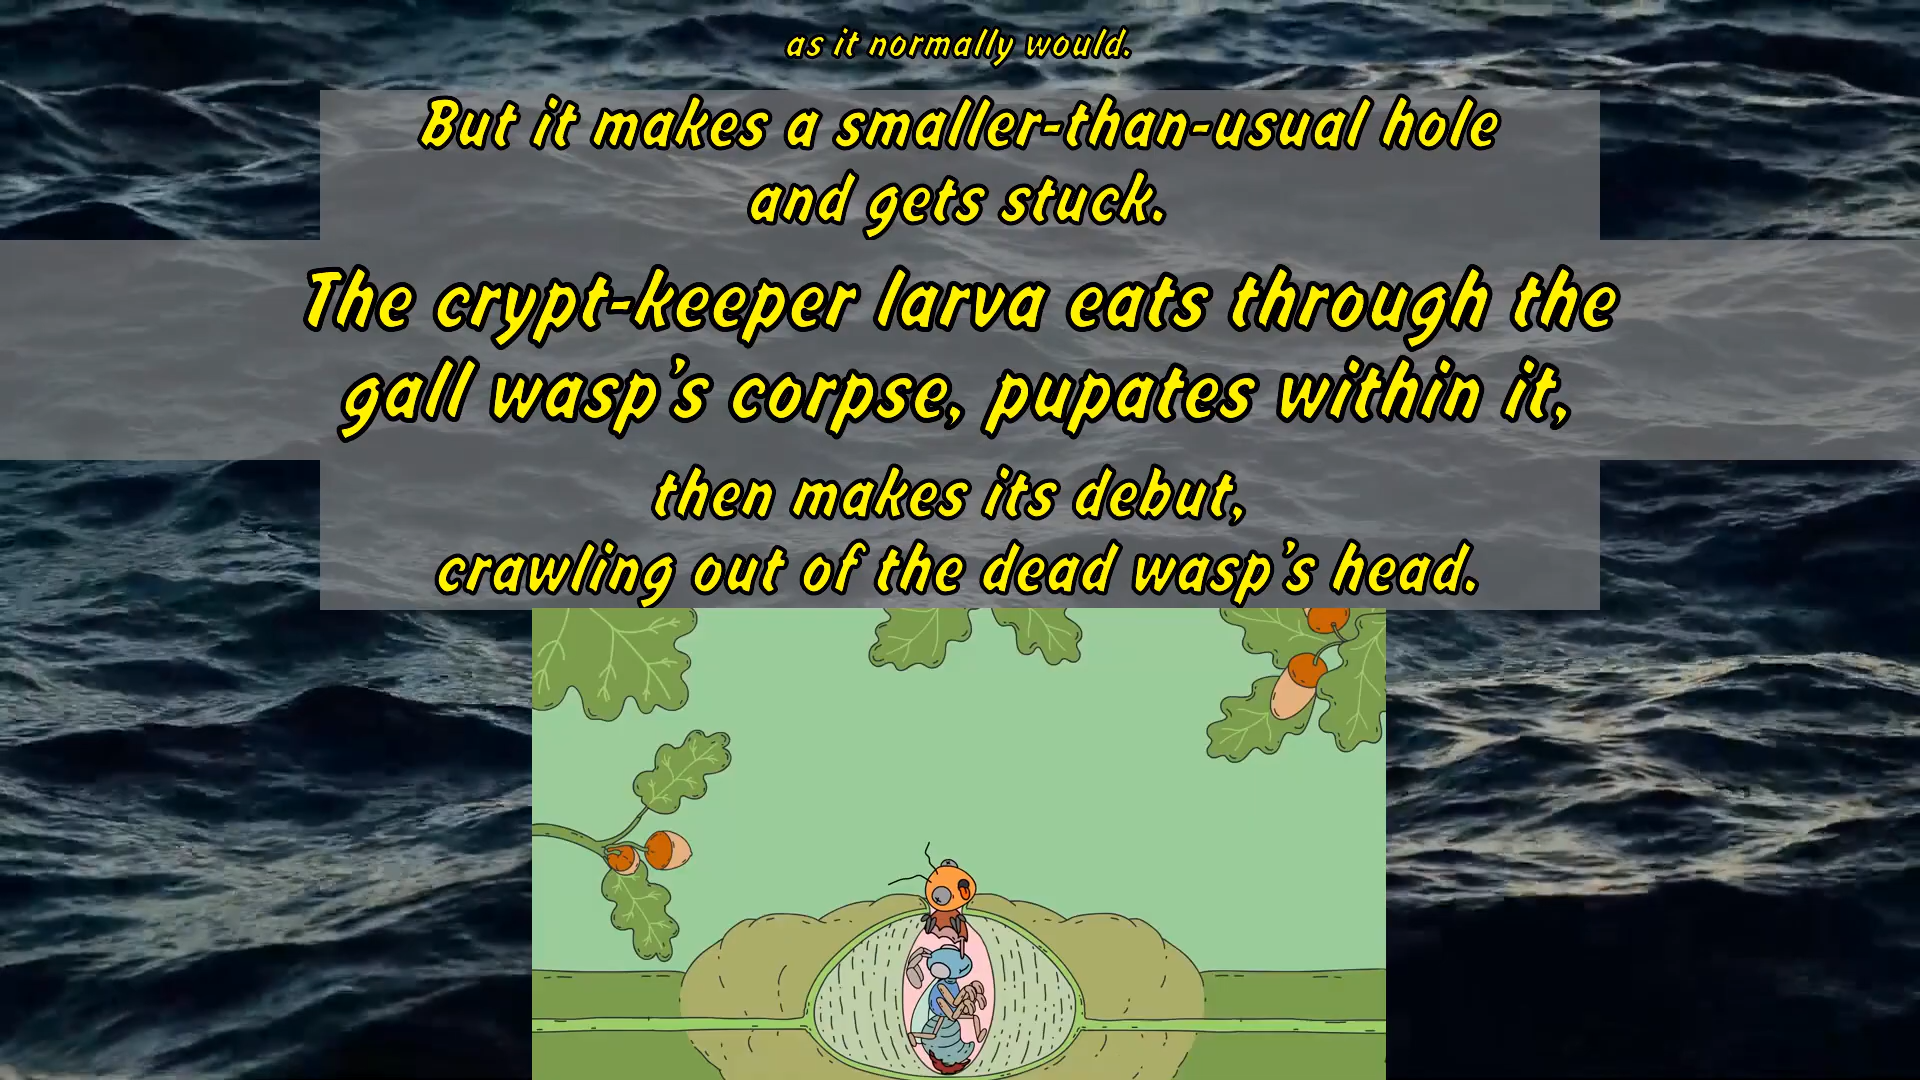 as it normally would.
But it makes a smaller-than-usual hole
and gets stuck.
The crypt-keeper larva eats through the
gall wasp’s corpse, pupates within it,
then makes its debut,
crawling out of the dead wasp’s head.